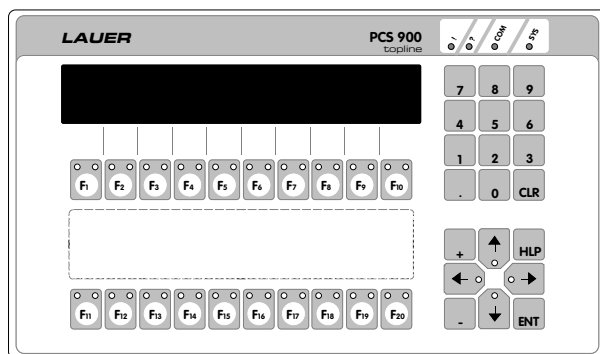 LAUER
PCS 900
topline
! ? COM SYS
7 8 9
4 5 6
1 2 3
. 0 CLR
F1 F2 F3 F4 F5 F6 F7 F8 F9 F10
+ HLP
- ENT
F11 F12 F13 F14 F15 F16 F17 F18 F19 F20